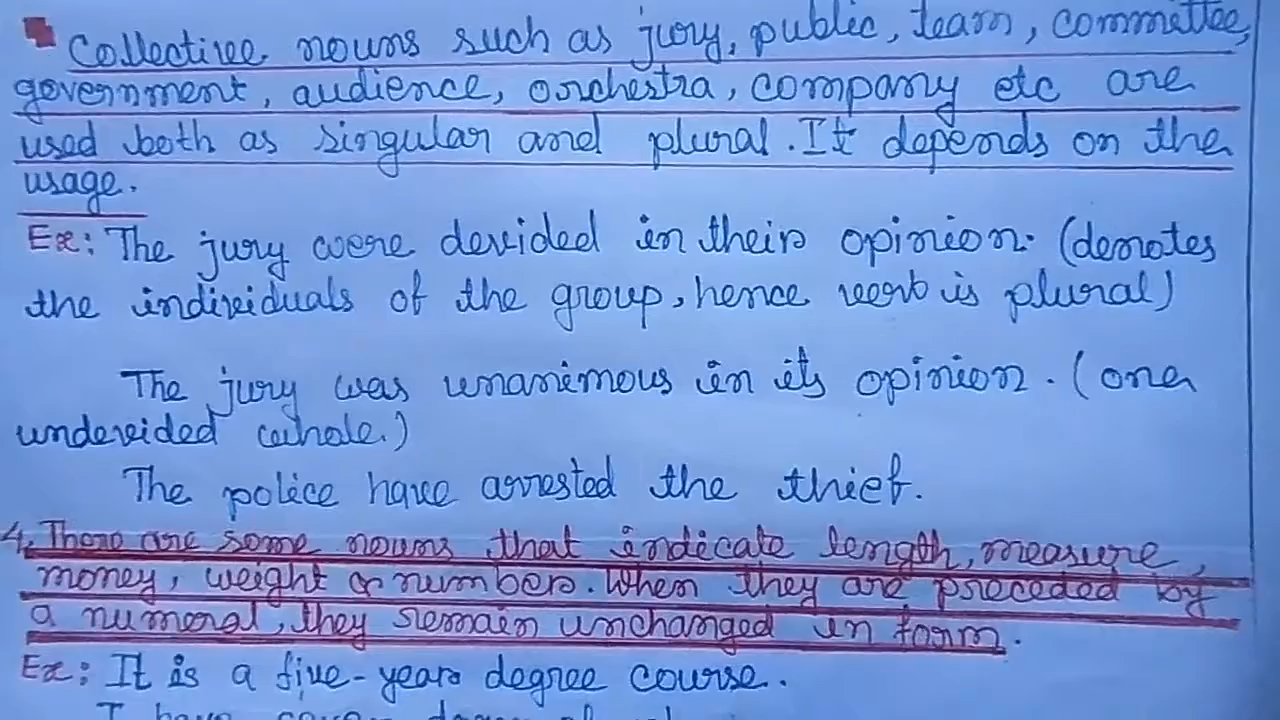 Collective nouns such as jury, public, team, committee,
government, audience, orchestra, company etc are
used both as singular and plural. It depends on the
usage.
Ex: The jury were devided in their opinion. (denotes
the individuals of the group, hence verb is plural)
The jury was unanimous in its opinion. (one
undevided whole.)
The police have arrested the thief.
4. There are some nouns that indicate length, measure,
money, weight or number. When they are preceded by
a numeral, they remain unchanged in form.
Ex: It is a five-year degree course.
I have